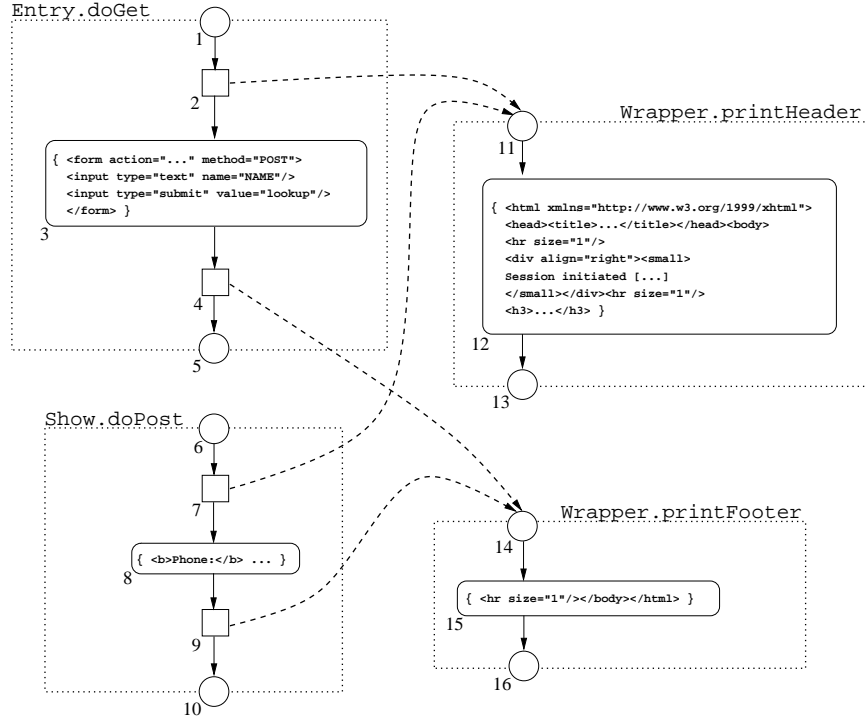 Entry.doGet
1
2
{ <form action="..." method="POST">
<input type="text" name="NAME"/>
<input type="submit" value="lookup"/>
</form> }
3
4
5
Wrapper.printHeader
11
{ <html xmlns="http://www.w3.org/1999/xhtml">
<head><title>...</title></head><body>
<hr size="1"/>
<div align="right"><small>
Session initiated [...]
</small></div><hr size="1"/>
<h3>...</h3> }
12
13
Show.doPost
6
7
{ <b>Phone:</b> ... }
8
9
10
Wrapper.printFooter
14
{ <hr size="1"/></body></html> }
15
16